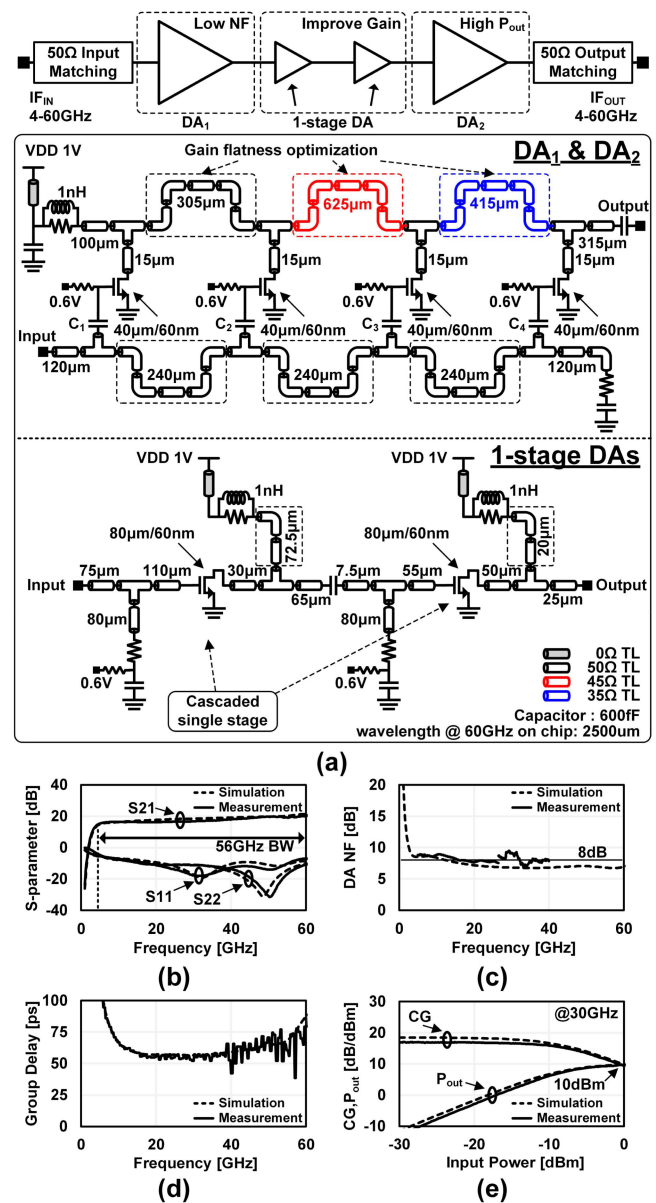 Low NF
Improve Gain
High Pout
50Ω Input
Matching
50Ω Output
Matching
IFIN
4-60GHz
DA1
1-stage DA
DA2
IFOUT
4-60GHz
VDD 1V
Gain flatness optimization
DA1 & DA2
1nH
305μm
625μm
415μm
Output
100μm
315μm
15μm
15μm
15μm
15μm
0.6V
0.6V
0.6V
0.6V
C1
C2
C3
C4
40μm/60nm
40μm/60nm
40μm/60nm
40μm/60nm
Input
120μm
240μm
240μm
240μm
120μm
VDD 1V
VDD 1V
1-stage DAs
1nH
1nH
80μm/60nm
72.5μm
80μm/60nm
20μm
Input
75μm
110μm
30μm
65μm
7.5μm
55μm
50μm
25μm
Output
80μm
80μm
0.6V
0.6V
Cascaded
single stage
0Ω TL
50Ω TL
45Ω TL
35Ω TL
Capacitor : 600fF
wavelength @ 60GHz on chip: 2500um
(a)
S-parameter [dB]
40
20
0
-20
-40
Simulation
Measurement
S21
56GHz BW
S11
S22
0 20 40 60
Frequency [GHz]
(b)
DA NF [dB]
20
15
10
5
0
Simulation
Measurement
8dB
0 20 40 60
Frequency [GHz]
(c)
Group Delay [ps]
100
75
50
25
0
Simulation
Measurement
0 20 40 60
Frequency [GHz]
(d)
CG,Pout [dB/dBm]
40
30
20
10
0
-10
@30GHz
CG
Pout
10dBm
Simulation
Measurement
-30 -20 -10 0
Input Power [dBm]
(e)